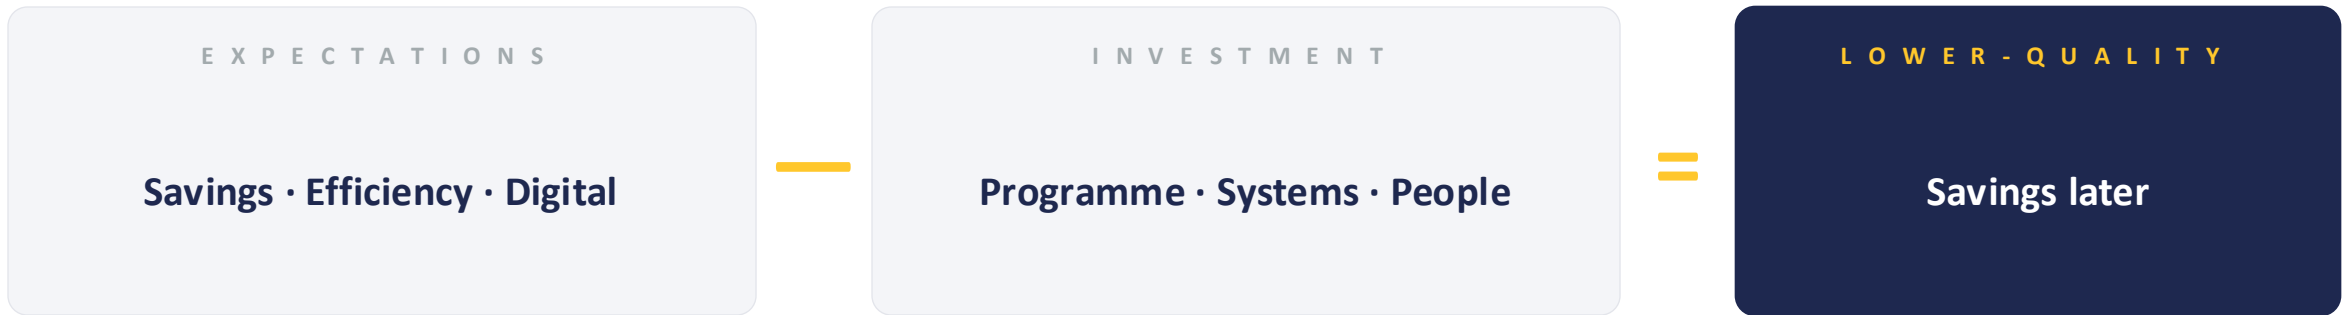 EXPECTATIONS
Savings · Efficiency · Digital
—
INVESTMENT
Programme · Systems · People
=
LOWER-QUALITY
Savings later